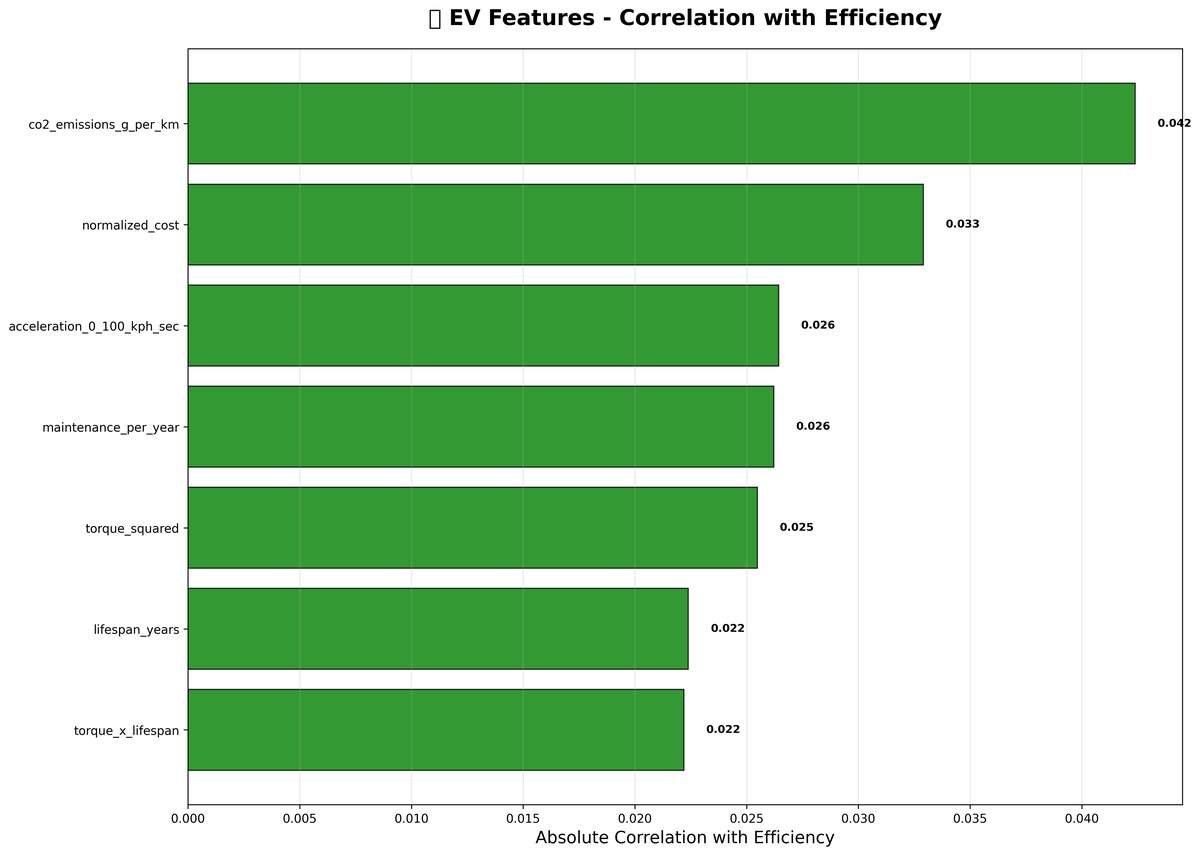 EV Features - Correlation with Efficiency
co2_emissions_g_per_km
0.042
normalized_cost
0.033
acceleration_0_100_kph_sec
0.026
maintenance_per_year
0.026
torque_squared
0.025
lifespan_years
0.022
torque_x_lifespan
0.022
0.000 0.005 0.010 0.015 0.020 0.025 0.030 0.035 0.040
Absolute Correlation with Efficiency